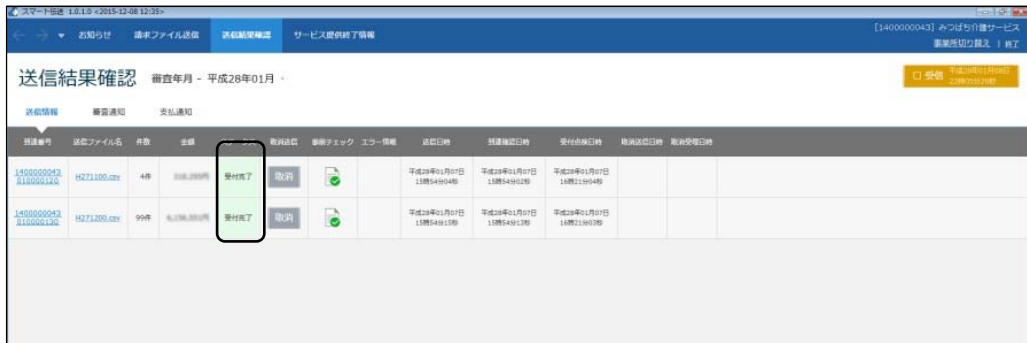 スマート伝送 1.0.1.0 <2015-12-08 12:35>
お知らせ 請求ファイル送信 送信結果確認 サービス提供終了情報
[1400000043] みつばち介護サービス
事業所切り替え | 終了
送信結果確認 審査年月 - 平成28年01月
受信 平成28年01月08日
送信情報 審査通知 支払通知
到達番号 送信ファイル名 件数 金額 取消送信 事前チェック エラー情報 送信日時 到達確認日時 受付点検日時 取消送信日時 取消受理日時
1400000043 H271100.csv 4件 受付完了 取消 平成28年01月07日 平成28年01月07日 平成28年01月07日
010000120 15時54分04秒 15時54分02秒 16時21分04秒
1400000043 H271200.csv 99件 受付完了 取消 平成28年01月07日 平成28年01月07日 平成28年01月07日
010000130 15時54分15秒 15時54分13秒 16時21分03秒